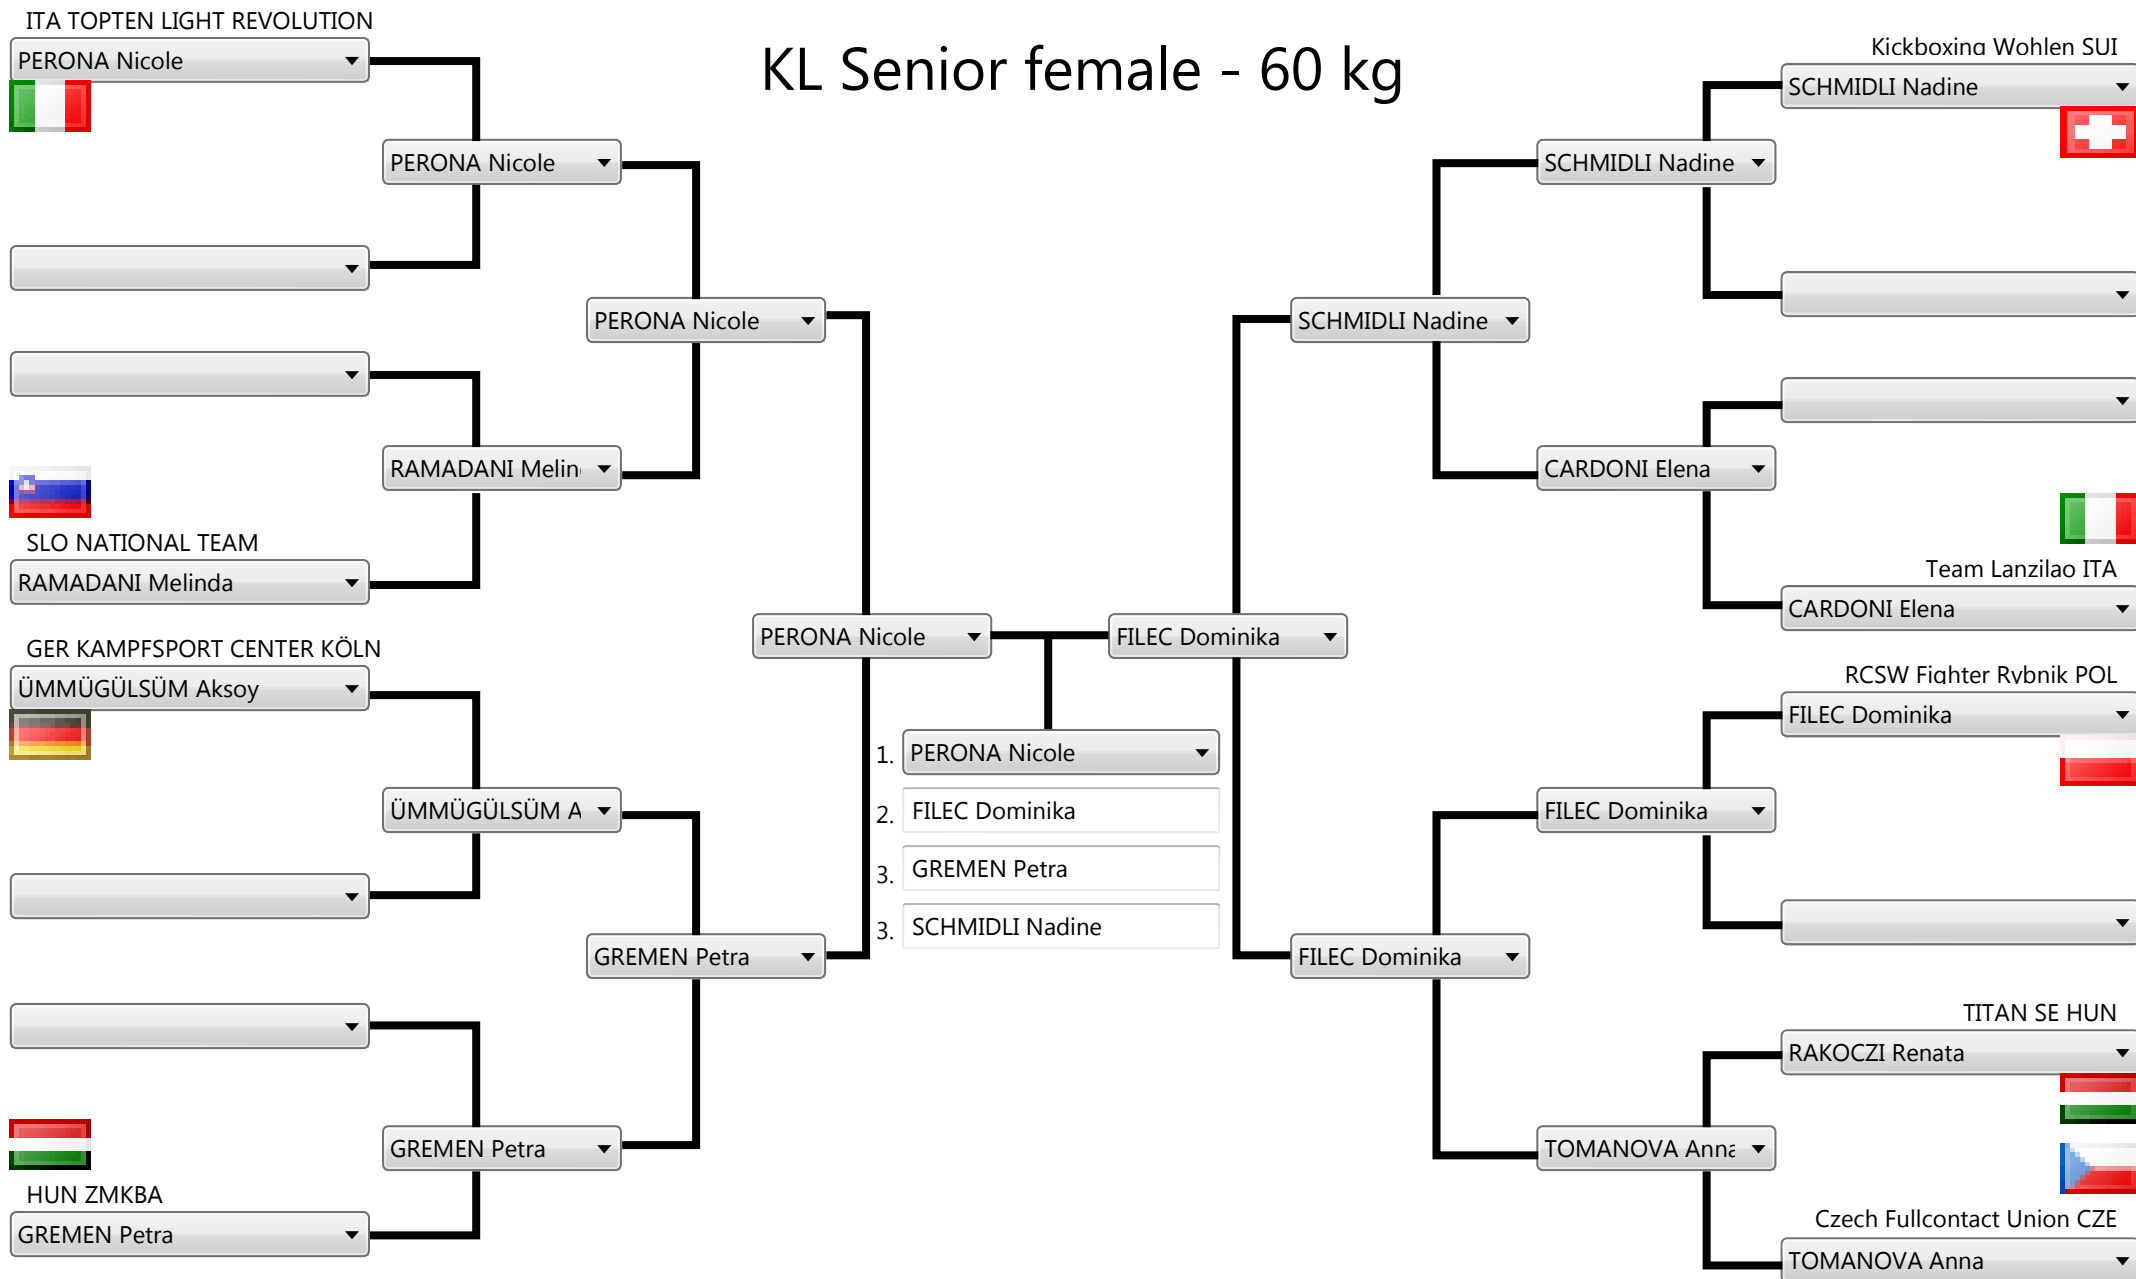 ITA TOPTEN LIGHT REVOLUTION
PERONA Nicole
KL Senior female - 60 kg
Kickboxing Wohlen SUI
SCHMIDLI Nadine
PERONA Nicole
SCHMIDLI Nadine
PERONA Nicole
SCHMIDLI Nadine
RAMADANI Melin
CARDONI Elena
SLO NATIONAL TEAM
RAMADANI Melinda
Team Lanzilao ITA
CARDONI Elena
GER KAMPFSPORT CENTER KÖLN
ÜMMÜGÜLSÜM Aksoy
PERONA Nicole
FILEC Dominika
RCSW Fighter Rybnik POL
FILEC Dominika
1. PERONA Nicole
2. FILEC Dominika
3. GREMEN Petra
3. SCHMIDLI Nadine
ÜMMÜGÜLSÜM A
FILEC Dominika
GREMEN Petra
FILEC Dominika
TITAN SE HUN
RAKOCZI Renata
GREMEN Petra
TOMANOVA Anna
HUN ZMKBA
GREMEN Petra
Czech Fullcontact Union CZE
TOMANOVA Anna